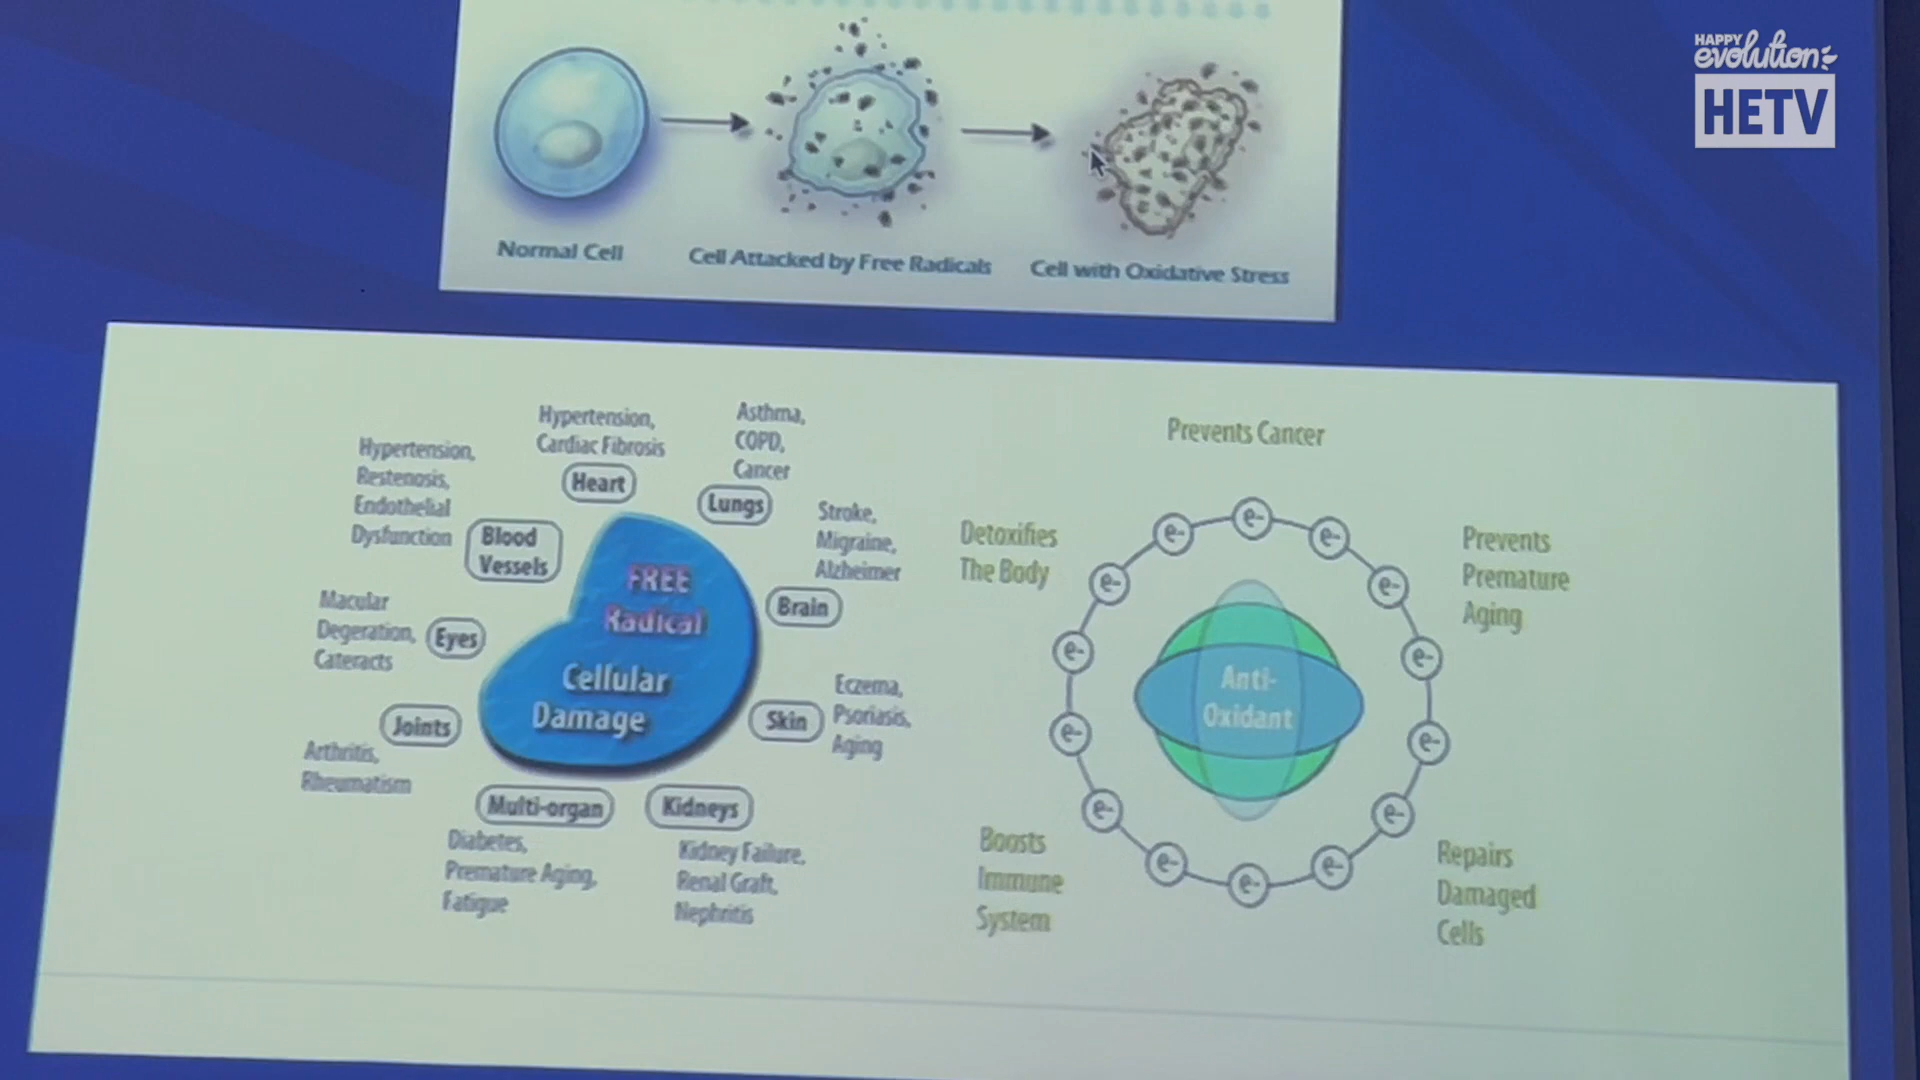 HAPPY
evolution
HETV
Normal Cell
Cell Attacked by Free Radicals
Cell with Oxidative Stress
Hypertension,
Cardiac Fibrosis
Heart
Asthma,
COPD,
Cancer
Lungs
Hypertension,
Restenosis,
Endothelial
Dysfunction
Blood
Vessels
Stroke,
Migraine,
Alzheimer
Brain
FREE
Radical
Cellular
Damage
Macular
Degeration,
Cateracts
Eyes
Eczema,
Psoriasis,
Aging
Skin
Joints
Arthritis,
Rheumatism
Multi-organ
Diabetes,
Premature Aging,
Fatigue
Kidneys
Kidney Failure,
Renal Graft,
Nephritis
Prevents Cancer
Detoxifies
The Body
Prevents
Premature
Aging
e-
e-
e-
e-
e-
e-
e-
e-
e-
e-
e-
e-
e-
e-
Anti-
Oxidant
Boosts
Immune
System
Repairs
Damaged
Cells